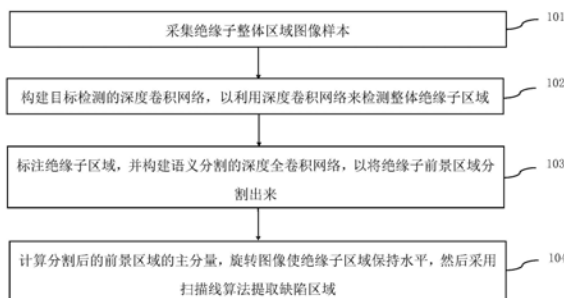 采集绝缘子整体区域图像样本
101
构建目标检测的深度卷积网络，以利用深度卷积网络来检测整体绝缘子区域
102
标注绝缘子区域，并构建语义分割的深度全卷积网络，以将绝缘子前景区域分
割出来
103
计算分割后的前景区域的主分量，旋转图像使绝缘子区域保持水平，然后采用
扫描线算法提取缺陷区域
104